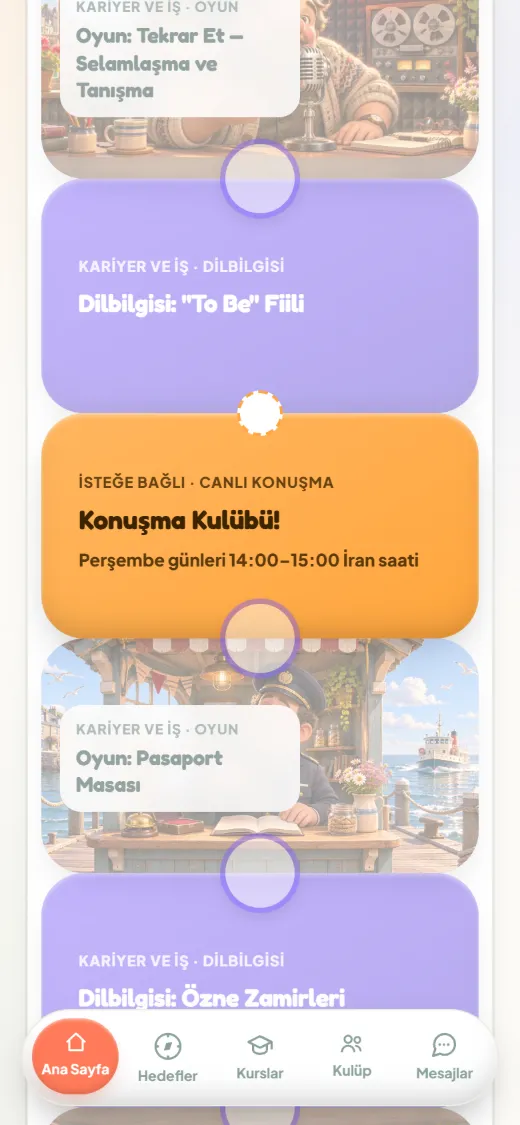 KARİYER VE İŞ · OYUN
Oyun: Tekrar Et –
Selamlaşma ve
Tanışma
KARİYER VE İŞ · DİLBİLGİSİ
Dilbilgisi: "To Be" Fiili
İSTEĞE BAĞLI · CANLI KONUŞMA
Konuşma Kulübü!
Perşembe günleri 14:00–15:00 İran saati
KARİYER VE İŞ · OYUN
Oyun: Pasaport
Masası
KARİYER VE İŞ · DİLBİLGİSİ
Dilbilgisi: Özne Zamirleri
Ana Sayfa
Hedefler
Kurslar
Kulüp
Mesajlar